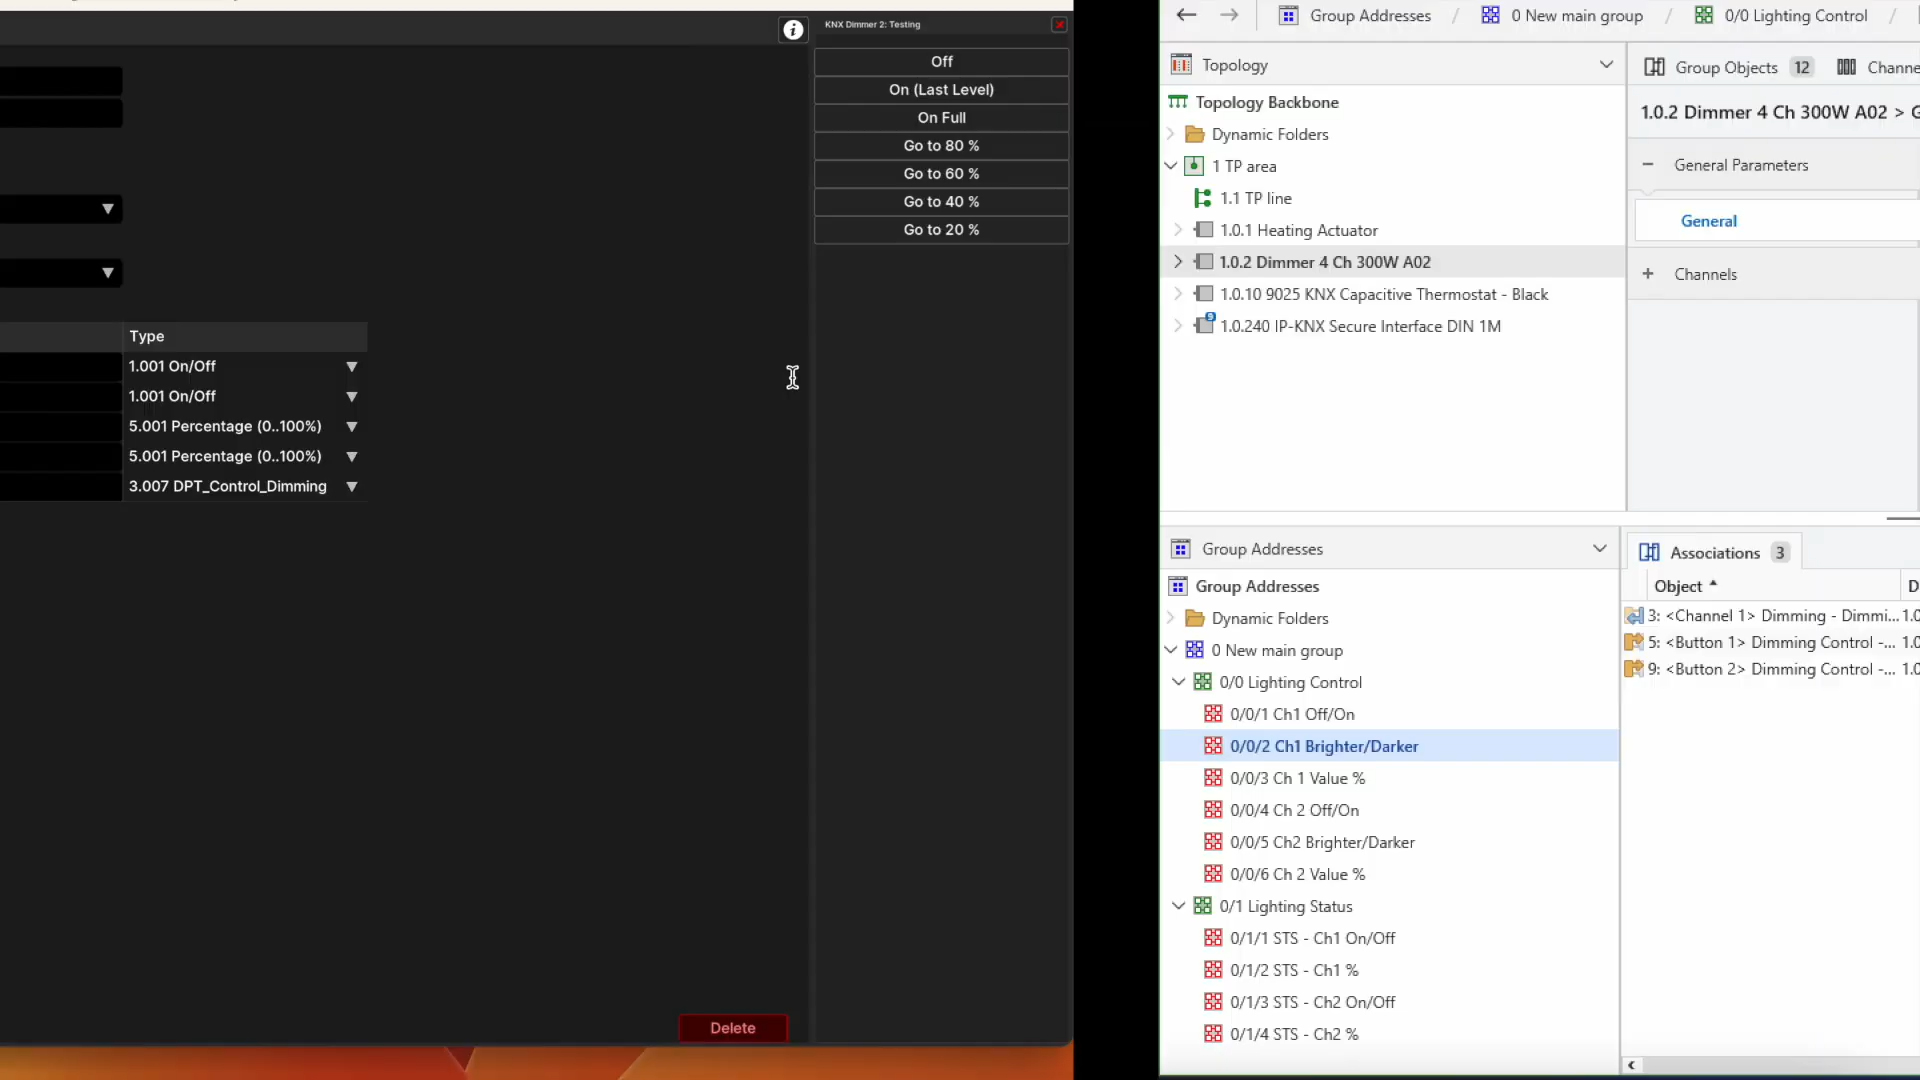 KNX Dimmer 2: Testing
Off
On (Last Level)
On Full
Go to 80 %
Go to 60 %
Go to 40 %
Go to 20 %
Type
1.001 On/Off
1.001 On/Off
5.001 Percentage (0..100%)
5.001 Percentage (0..100%)
3.007 DPT_Control_Dimming
Delete
Group Addresses / 0 New main group / 0/0 Lighting Control /
Topology
Topology Backbone
Dynamic Folders
1 TP area
1.1 TP line
1.0.1 Heating Actuator
1.0.2 Dimmer 4 Ch 300W A02
1.0.10 9025 KNX Capacitive Thermostat - Black
1.0.240 IP-KNX Secure Interface DIN 1M
Group Objects 12 Channe
1.0.2 Dimmer 4 Ch 300W A02 > G
General Parameters
General
Channels
Group Addresses
Group Addresses
Dynamic Folders
0 New main group
0/0 Lighting Control
0/0/1 Ch1 Off/On
0/0/2 Ch1 Brighter/Darker
0/0/3 Ch 1 Value %
0/0/4 Ch 2 Off/On
0/0/5 Ch2 Brighter/Darker
0/0/6 Ch 2 Value %
0/1 Lighting Status
0/1/1 STS - Ch1 On/Off
0/1/2 STS - Ch1 %
0/1/3 STS - Ch2 On/Off
0/1/4 STS - Ch2 %
Associations 3
Object D
3: <Channel 1> Dimming - Dimmi... 1.0
5: <Button 1> Dimming Control -... 1.0
9: <Button 2> Dimming Control -... 1.0